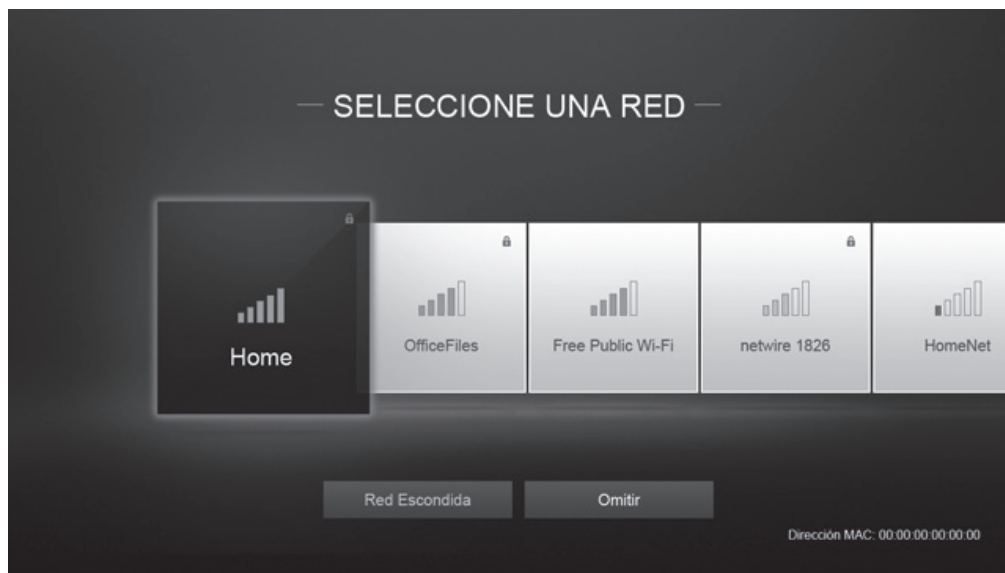 SELECCIONE UNA RED
Home
OfficeFiles
Free Public Wi-Fi
netwire 1826
HomeNet
Red Escondida
Omitir
Dirección MAC: 00:00:00:00:00:00